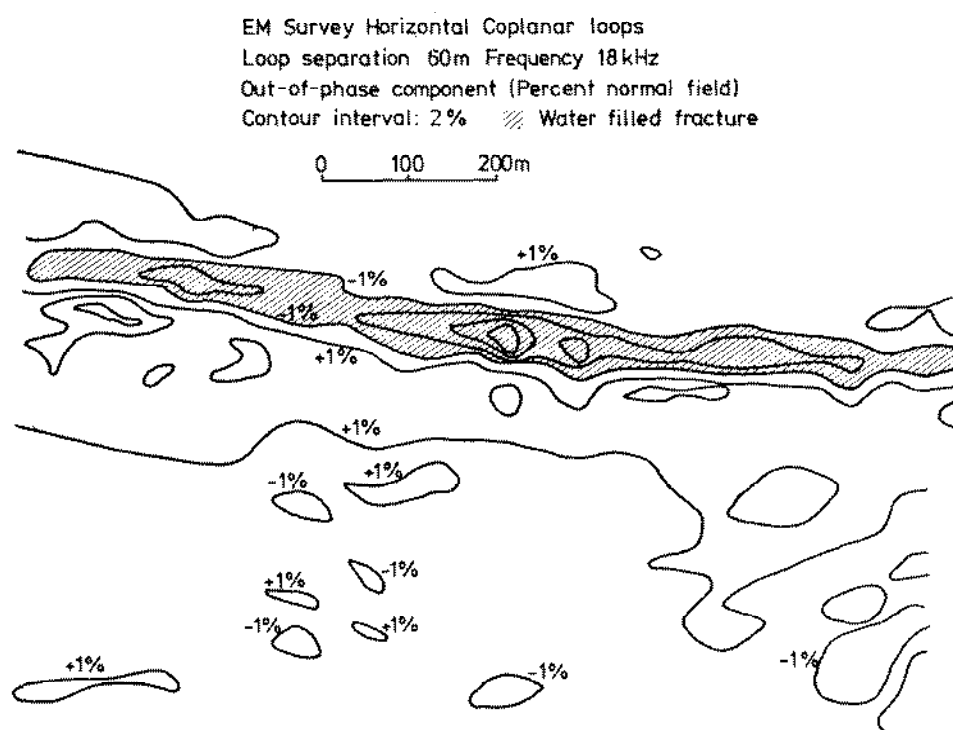 EM Survey Horizontal Coplanar loops
Loop separation 60m Frequency 18kHz
Out-of-phase component (Percent normal field)
Contour interval: 2% Water filled fracture
0 100 200m
+1%
-1%
-1%
+1%
+1%
+1%
-1%
-1%
+1%
-1%
+1%
+1%
-1%
-1%